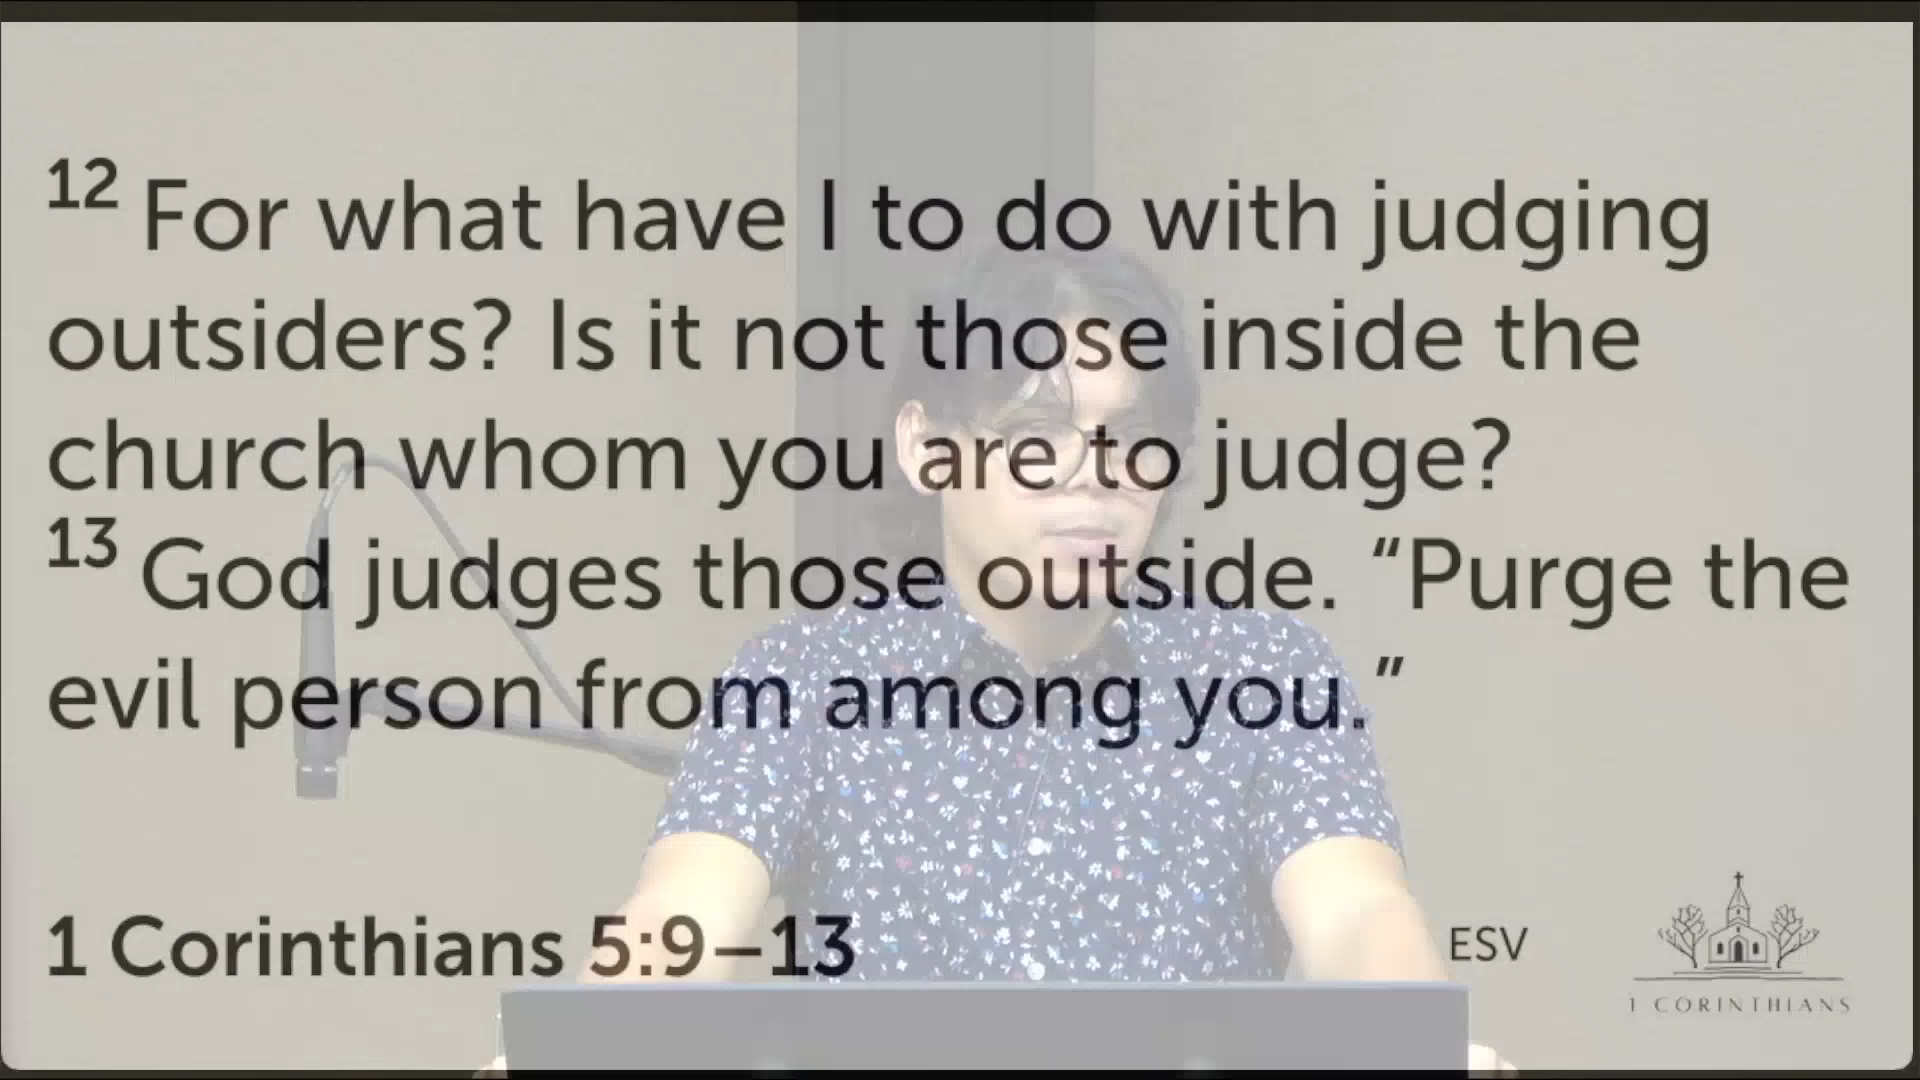 12 For what have I to do with judging
outsiders? Is it not those inside the
church whom you are to judge?
13 God judges those outside. “Purge the
evil person from among you.”
1 Corinthians 5:9–13
ESV
1 CORINTHIANS